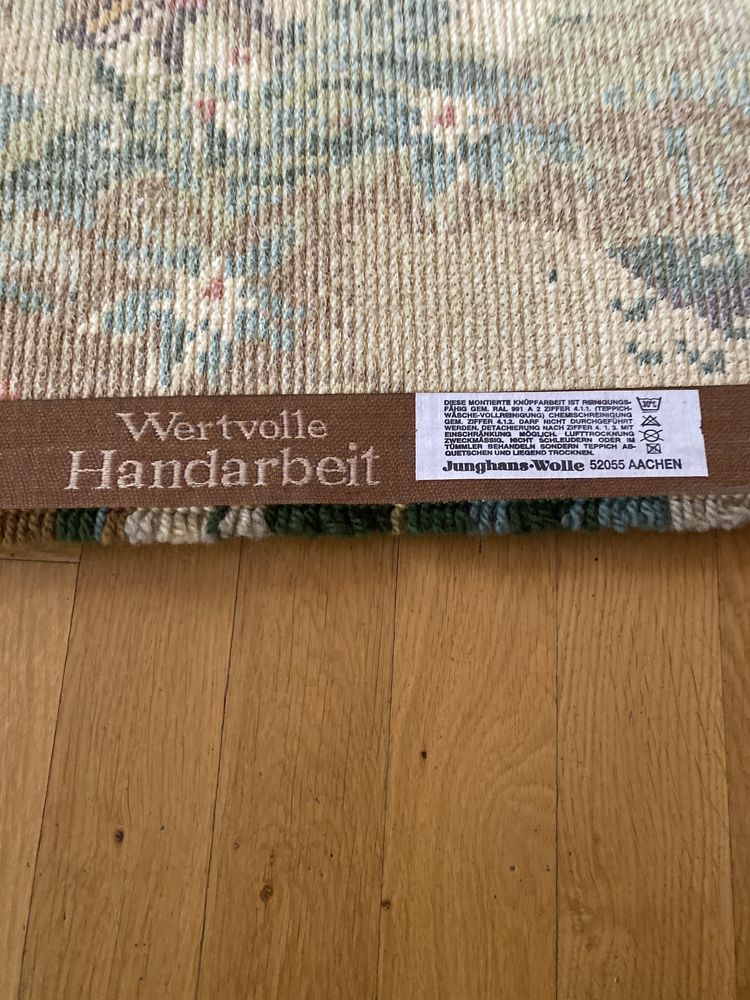 Wertvolle
Handarbeit
DIESE MONTIERTE KNÜPFARBEIT IST REINIGUNGS-
FÄHIG GEM. RAL 991 A 2 ZIFFER 4.1.1. (TEPPICH-
WÄSCHE-VOLLREINIGUNG) CHEMISCHREINIGUNG
GEM. ZIFFER 4.1.2. DARF NICHT DURCHGEFÜHRT
WERDEN, DETACHIERUNG NACH ZIFFER 4. 1. 3. MIT
EINSCHRÄNKUNG MÖGLICH. LUFTTROCKNUNG
ZWECKMÄSSIG. NICHT SCHLEUDERN ODER IM
TÜMMLER BEHANDELN SONDERN TEPPICH AB-
QUETSCHEN UND LIEGEND TROCKNEN.
30°C
Junghans-Wolle 52055 AACHEN